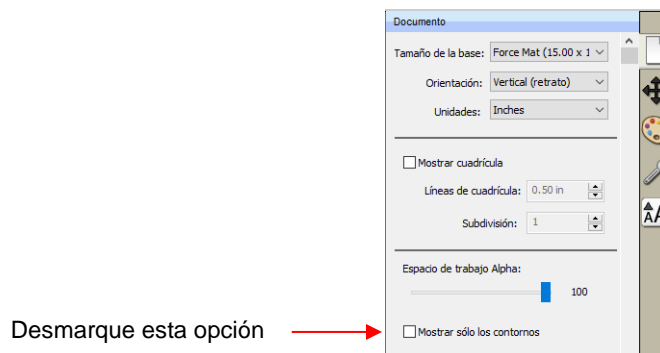 Documento
Tamaño de la base: Force Mat (15.00 x 1
Orientación: Vertical (retrato)
Unidades: Inches
Mostrar cuadrícula
Líneas de cuadrícula: 0.50 in
Subdivisión: 1
Espacio de trabajo Alpha:
100
Desmarque esta opción
Mostrar sólo los contornos